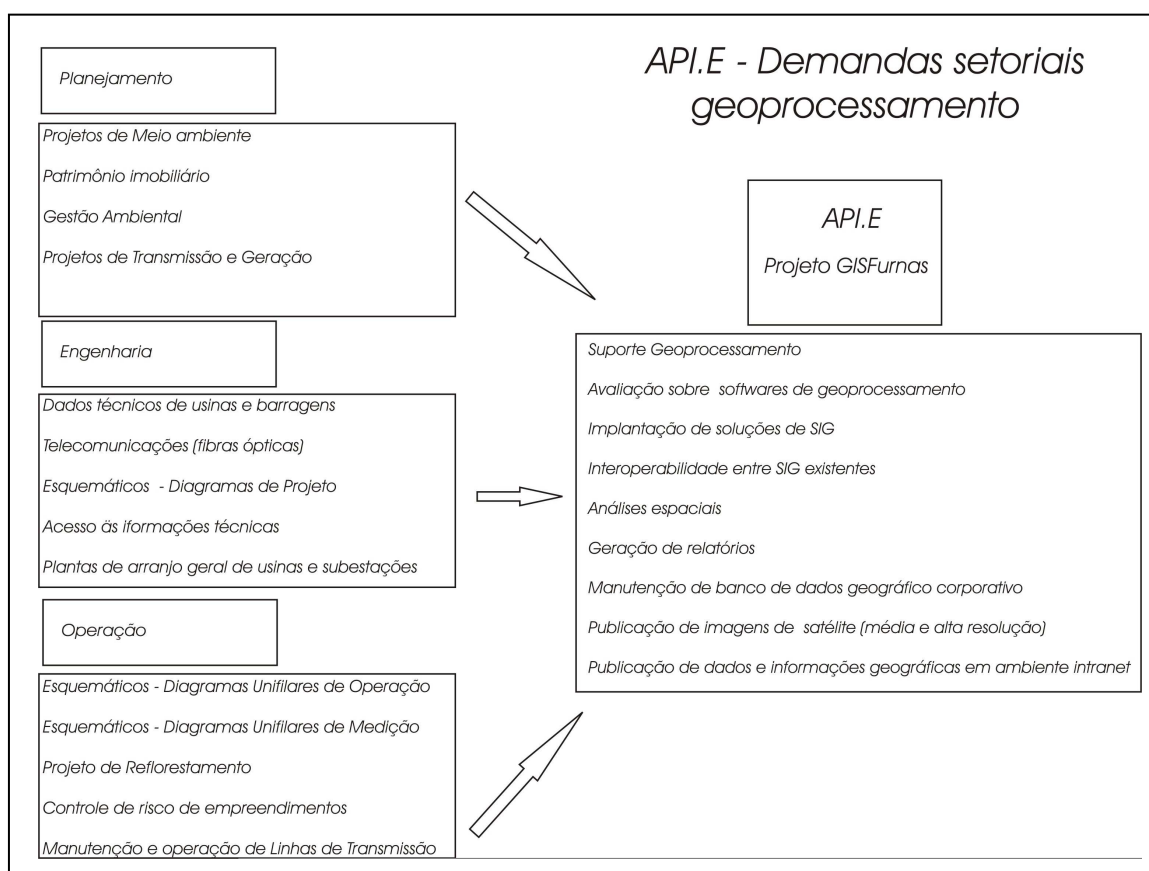 API.E - Demandas setoriais
geoprocessamento
Planejamento
Projetos de Meio ambiente
Patrimônio imobiliário
Gestão Ambiental
Projetos de Transmissão e Geração
Engenharia
Dados técnicos de usinas e barragens
Telecomunicações (fibras ópticas)
Esquemáticos - Diagramas de Projeto
Acesso äs iformações técnicas
Plantas de arranjo geral de usinas e subestações
Operação
Esquemáticos - Diagramas Unifilares de Operação
Esquemáticos - Diagramas Unifilares de Medição
Projeto de Reflorestamento
Controle de risco de empreendimentos
Manutenção e operação de Linhas de Transmissão
API.E
Projeto GISFurnas
Suporte Geoprocessamento
Avaliação sobre softwares de geoprocessamento
Implantação de soluções de SIG
Interoperabilidade entre SIG existentes
Análises espaciais
Geração de relatórios
Manutenção de banco de dados geográfico corporativo
Publicação de imagens de satélite (média e alta resolução)
Publicação de dados e informações geográficas em ambiente intranet